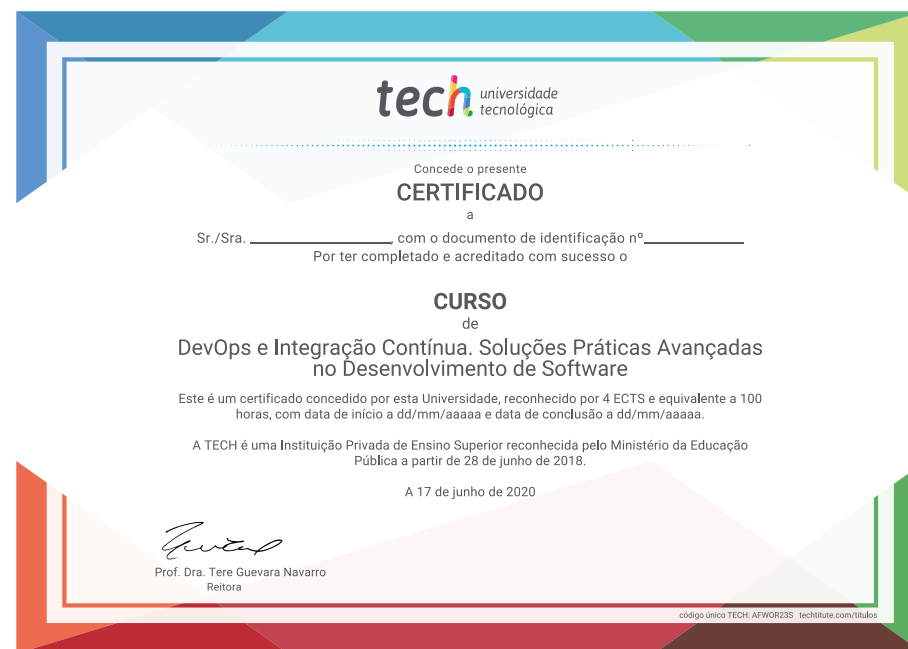 tech universidade
tecnológica
Concede o presente
CERTIFICADO
a
Sr./Sra. ____________________, com o documento de identificação nº______________
Por ter completado e acreditado com sucesso o
CURSO
de
DevOps e Integração Contínua. Soluções Práticas Avançadas
no Desenvolvimento de Software
Este é um certificado concedido por esta Universidade, reconhecido por 4 ECTS e equivalente a 100
horas, com data de início a dd/mm/aaaaa e data de conclusão a dd/mm/aaaaa.
A TECH é uma Instituição Privada de Ensino Superior reconhecida pelo Ministério da Educação
Pública a partir de 28 de junho de 2018.
A 17 de junho de 2020
Prof. Dra. Tere Guevara Navarro
Reitora
código único TECH: AFWOR23S techtitute.com/titulos